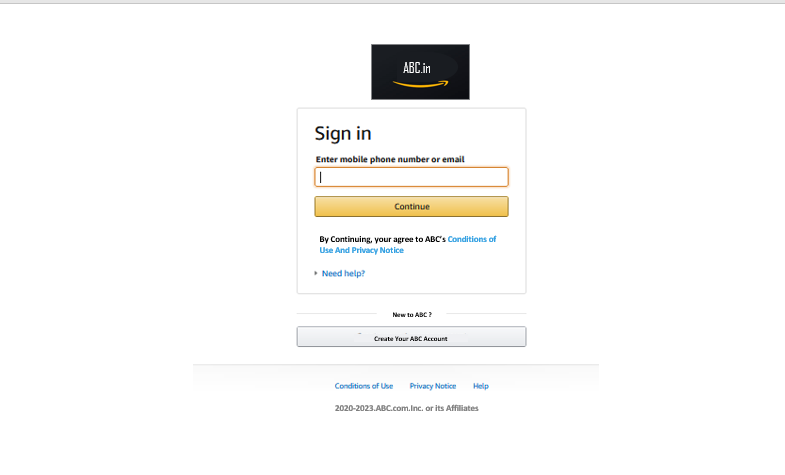 ABC.in
Sign in
Enter mobile phone number or email
Continue
By Continuing, your agree to ABC's Conditions of
Use And Privacy Notice
Need help?
New to ABC ?
Create Your ABC Account
Conditions of Use Privacy Notice Help
2020-2023.ABC.com.Inc. or its Affiliates